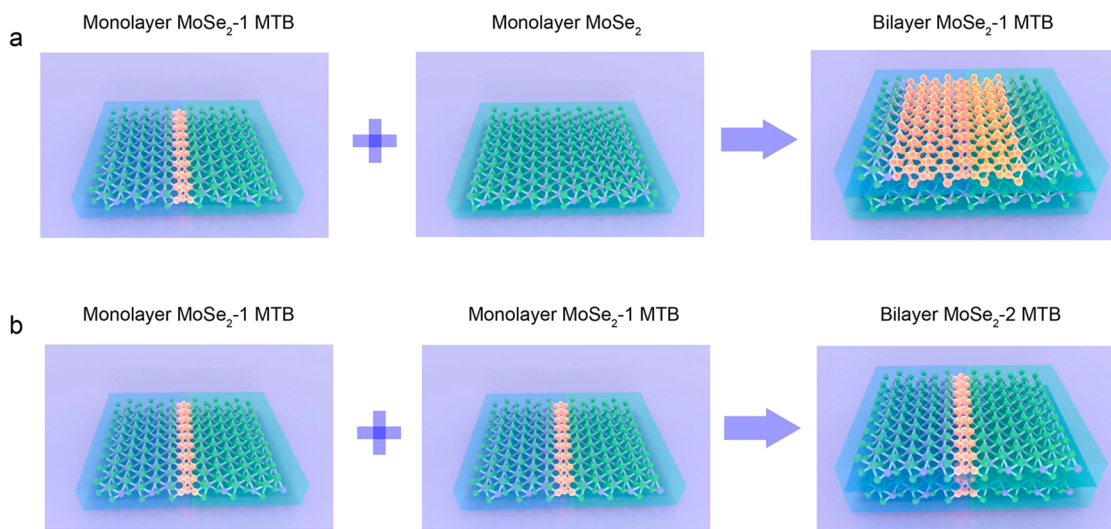 a
Monolayer MoSe₂-1 MTB
Monolayer MoSe₂
Bilayer MoSe₂-1 MTB
b
Monolayer MoSe₂-1 MTB
Monolayer MoSe₂-1 MTB
Bilayer MoSe₂-2 MTB